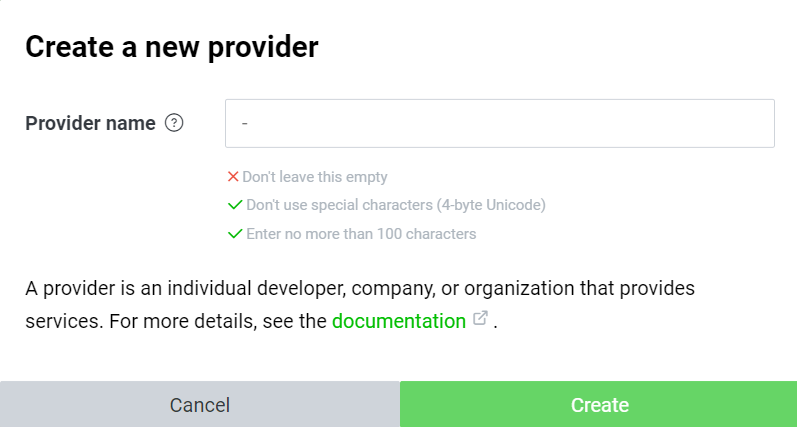 Create a new provider
Provider name ?
-
Don't leave this empty
Don't use special characters (4-byte Unicode)
Enter no more than 100 characters
A provider is an individual developer, company, or organization that provides
services. For more details, see the documentation .
Cancel
Create